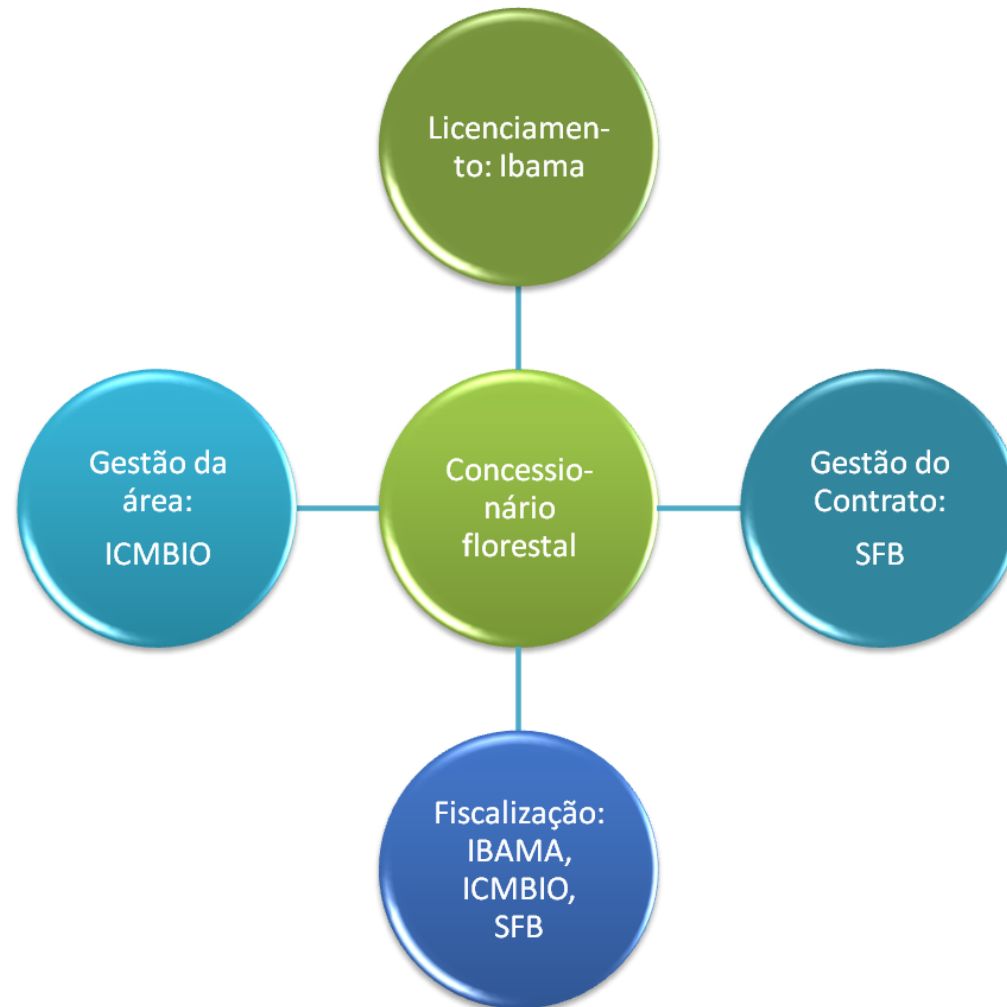 Licenciamen-
to: Ibama
Gestão da
área:
ICMBIO
Concessio-
nário
florestal
Gestão do
Contrato:
SFB
Fiscalização:
IBAMA,
ICMBIO,
SFB